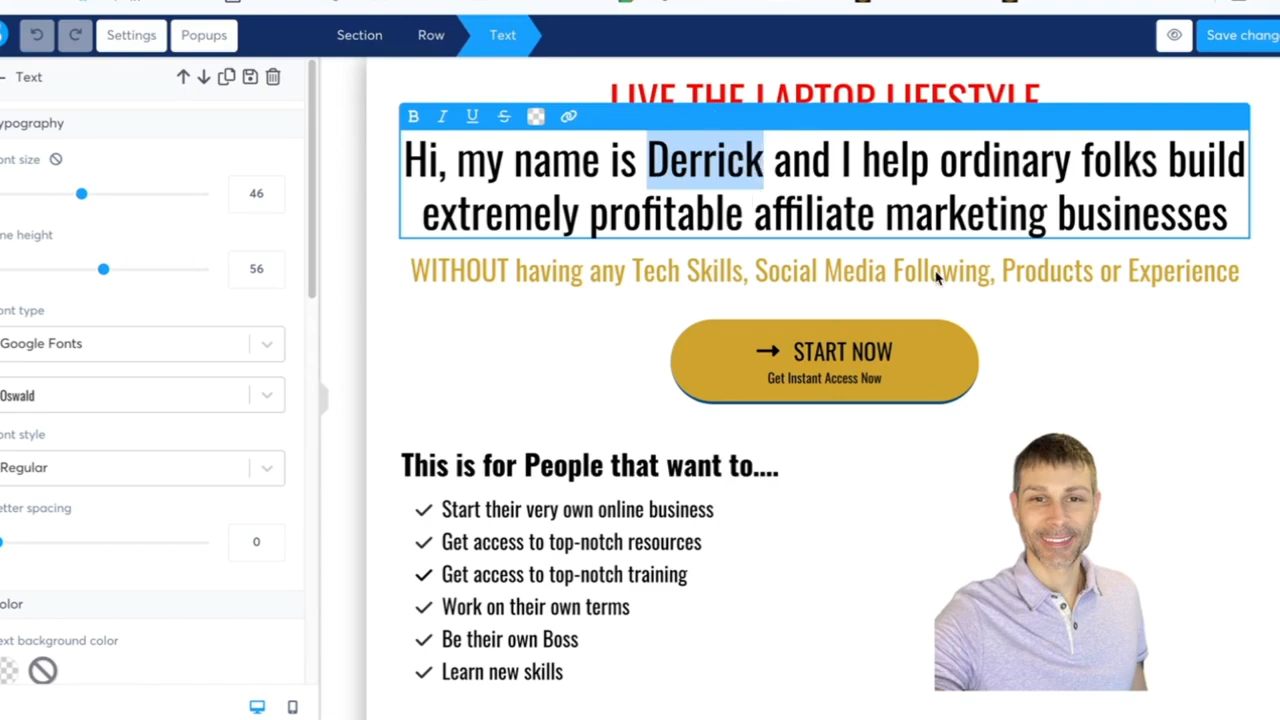 Settings
Popups
Section
Row
Text
Save
Text
LIVE THE LAPTOP LIFESTYLE
B I U S
Hi, my name is Derrick and I help ordinary folks build
extremely profitable affiliate marketing businesses
WITHOUT having any Tech Skills, Social Media Following, Products or Experience
→ START NOW
Get Instant Access Now
This is for People that want to....
Start their very own online business
Get access to top-notch resources
Get access to top-notch training
Work on their own terms
Be their own Boss
Learn new skills
ypography
ont size
46
ne height
56
ont type
Google Fonts
Oswald
ont style
Regular
etter spacing
0
olor
ext background color